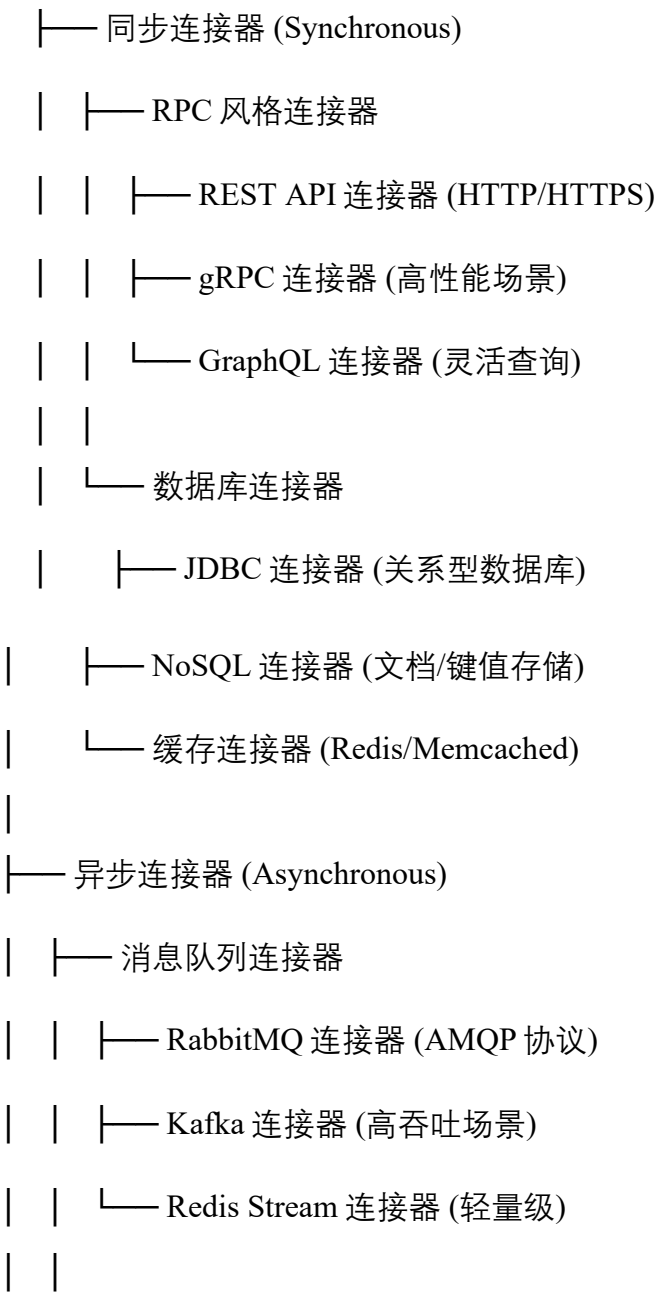 ├── 同步连接器 (Synchronous)
│ ├── RPC 风格连接器
│ │ ├── REST API 连接器 (HTTP/HTTPS)
│ │ ├── gRPC 连接器 (高性能场景)
│ │ └── GraphQL 连接器 (灵活查询)
│ │
│ └── 数据库连接器
│ ├── JDBC 连接器 (关系型数据库)
│ ├── NoSQL 连接器 (文档/键值存储)
│ └── 缓存连接器 (Redis/Memcached)
│
├── 异步连接器 (Asynchronous)
│ ├── 消息队列连接器
│ │ ├── RabbitMQ 连接器 (AMQP 协议)
│ │ ├── Kafka 连接器 (高吞吐场景)
│ │ └── Redis Stream 连接器 (轻量级)
│ │